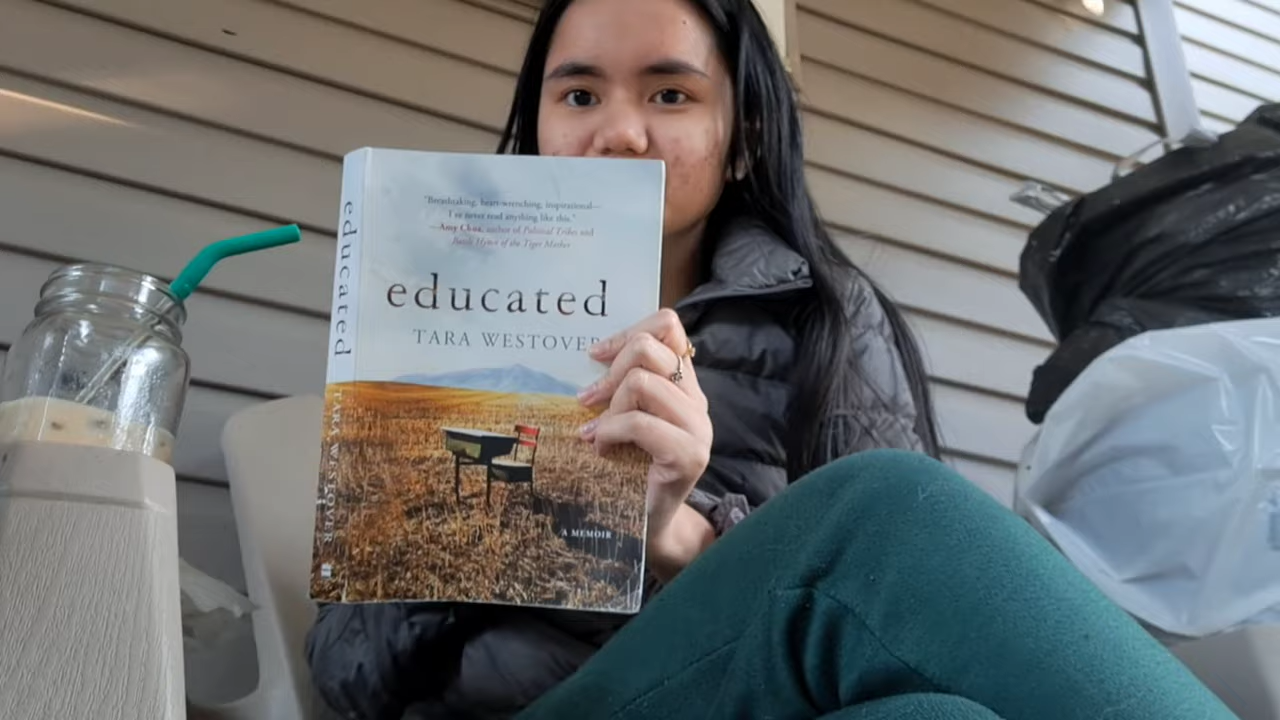 "Breathtaking, heart-wrenching, inspirational—
I've never read anything like this."
—Amy Chua, author of Political Tribes and
Battle Hymn of the Tiger Mother
educated
TARA WESTOVER
A MEMOIR
educated
TARA WESTOVER